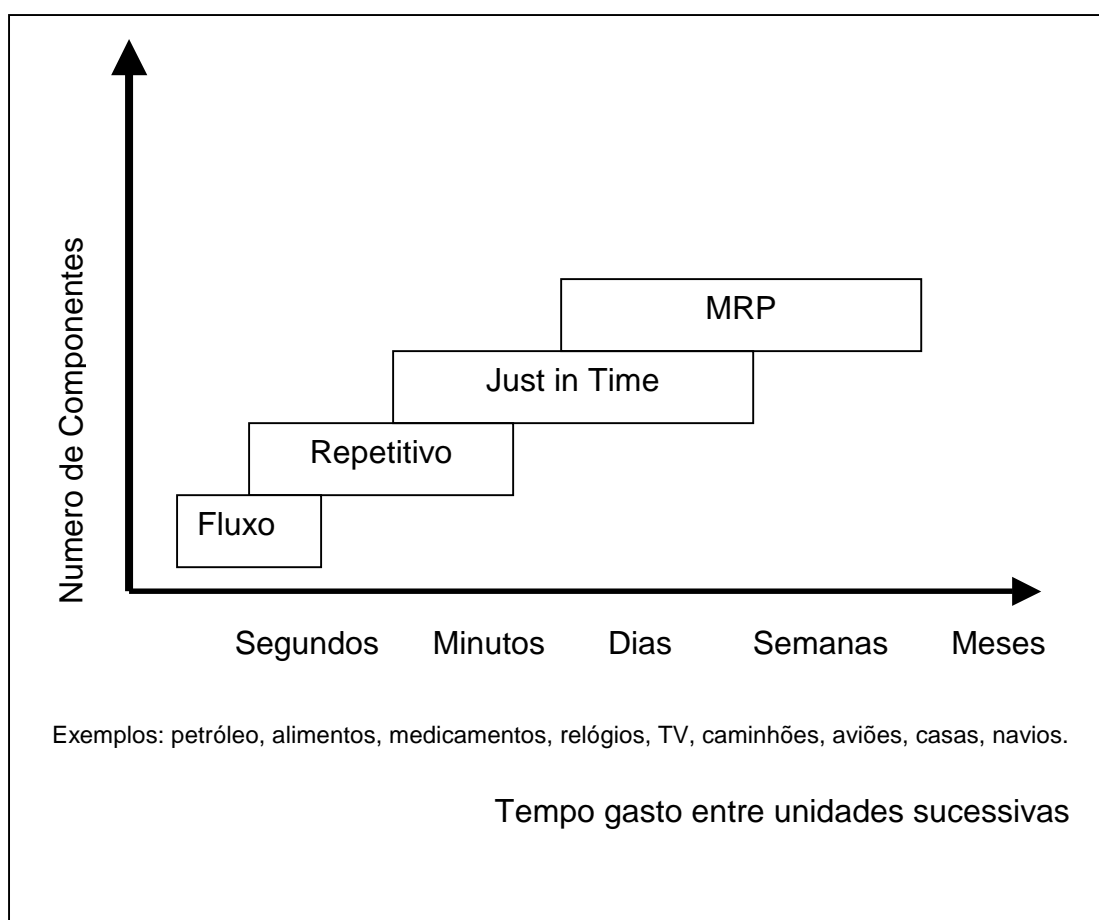 Numero de Componentes
MRP
Just in Time
Repetitivo
Fluxo
Segundos Minutos Dias Semanas Meses
Exemplos: petróleo, alimentos, medicamentos, relógios, TV, caminhões, aviões, casas, navios.
Tempo gasto entre unidades sucessivas